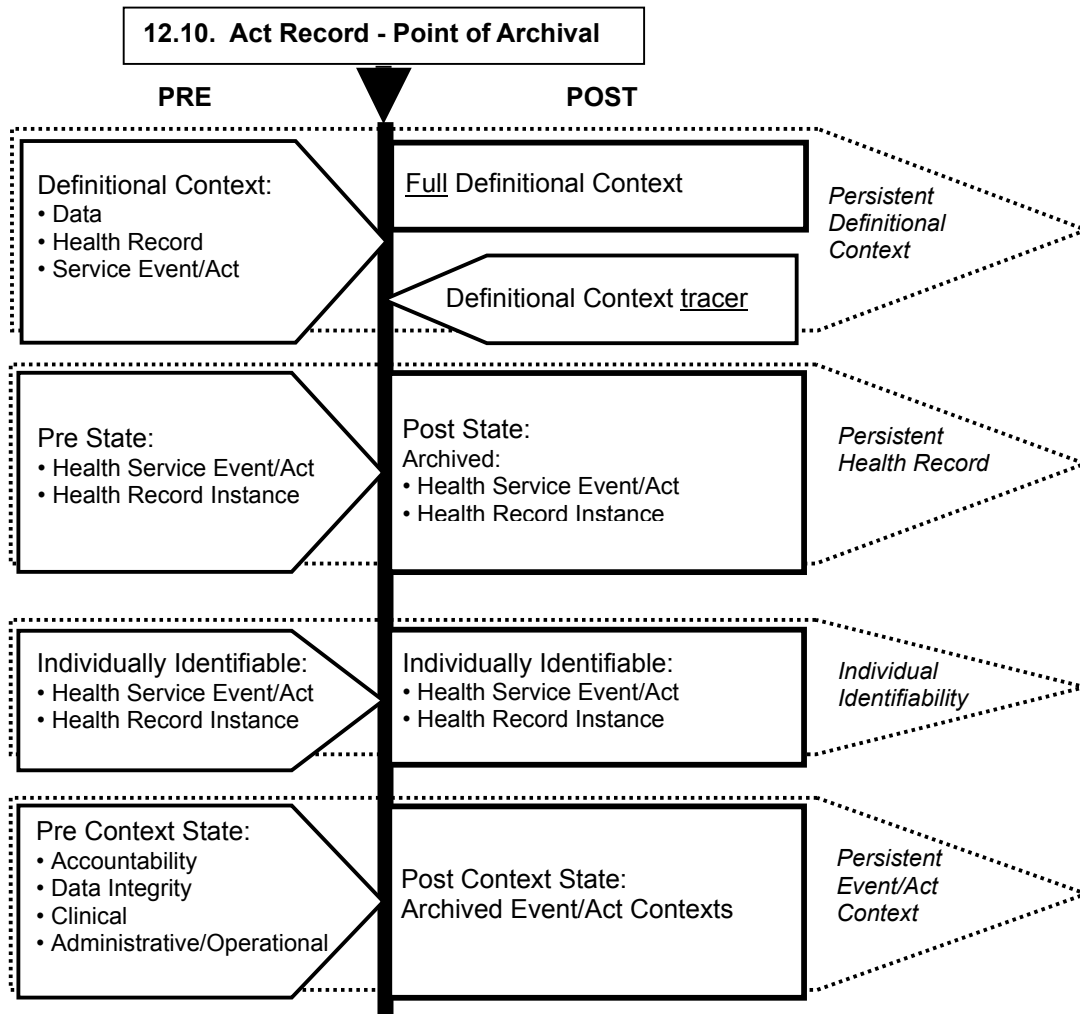 12.10.  Act Record - Point of Archival
PRE
POST
Definitional Context:
• Data
• Health Record
• Service Event/Act
Full Definitional Context
Definitional Context tracer
Persistent
Definitional
Context
Pre State:
• Health Service Event/Act
• Health Record Instance
Post State:
Archived:
• Health Service Event/Act
• Health Record Instance
Persistent
Health Record
Individually Identifiable:
• Health Service Event/Act
• Health Record Instance
Individually Identifiable:
• Health Service Event/Act
• Health Record Instance
Individual
Identifiability
Pre Context State:
• Accountability
• Data Integrity
• Clinical
• Administrative/Operational
Post Context State:
Archived Event/Act Contexts
Persistent
Event/Act
Context